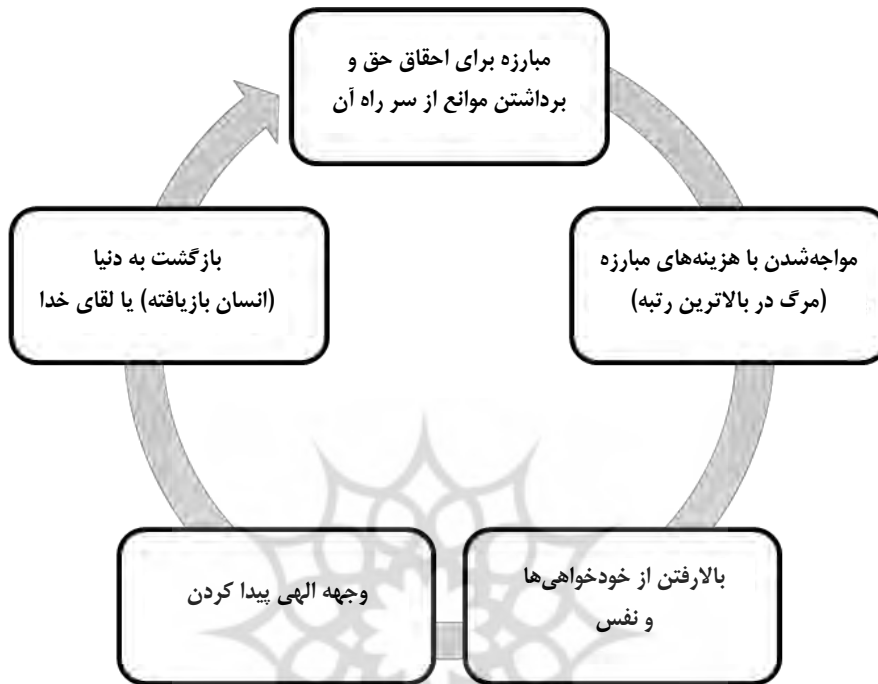 مبارزه برای احقاق حق و
برداشتن موانع از سر راه آن
مواجه‌شدن با هزینه‌های مبارزه
(مرگ در بالاترین رتبه)
بالارفتن از خودخواهی‌ها
و نفس
وجهه الهی پیدا کردن
بازگشت به دنیا
(انسان بازیافته) یا لقای خدا